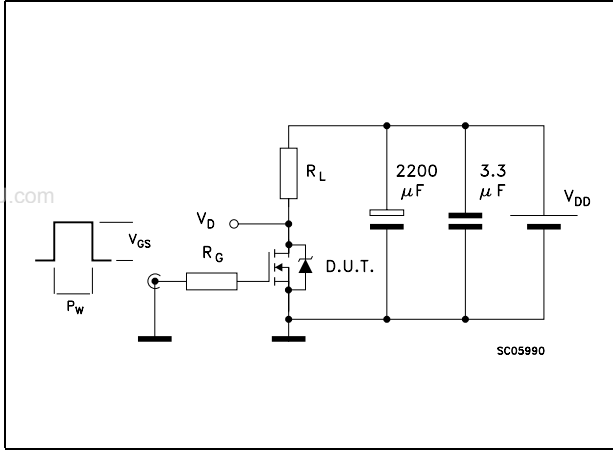 R_L
2200
µF
3.3
µF
V_DD
.com
V_D
V_GS
R_G
D.U.T.
P_W
SC05990